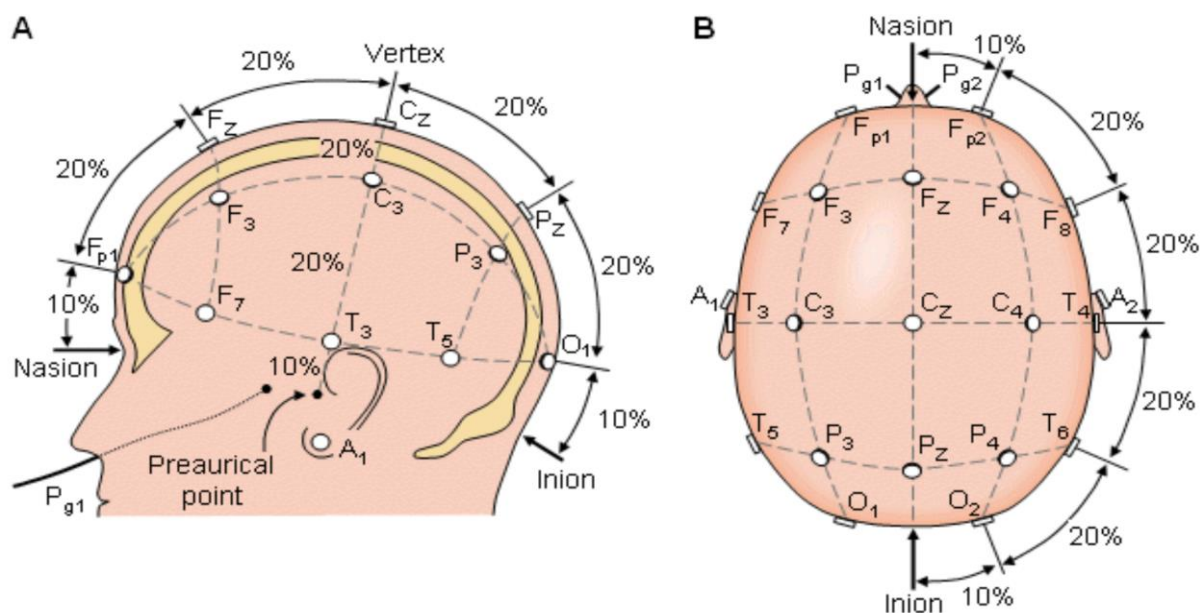 A
Vertex
20%
20%
FZ
CZ
20%
20%
F3
C3
PZ
Fp1
P3
20%
20%
10%
F7
T3
T5
O1
Nasion
10%
10%
A1
Preaurical
point
Inion
Pg1
B
Nasion
10%
Pg1
Pg2
20%
Fp1
Fp2
F7
F3
FZ
F4
F8
20%
A1
T3
C3
CZ
C4
T4
A2
20%
T5
P3
PZ
P4
T6
O1
O2
20%
Inion
10%